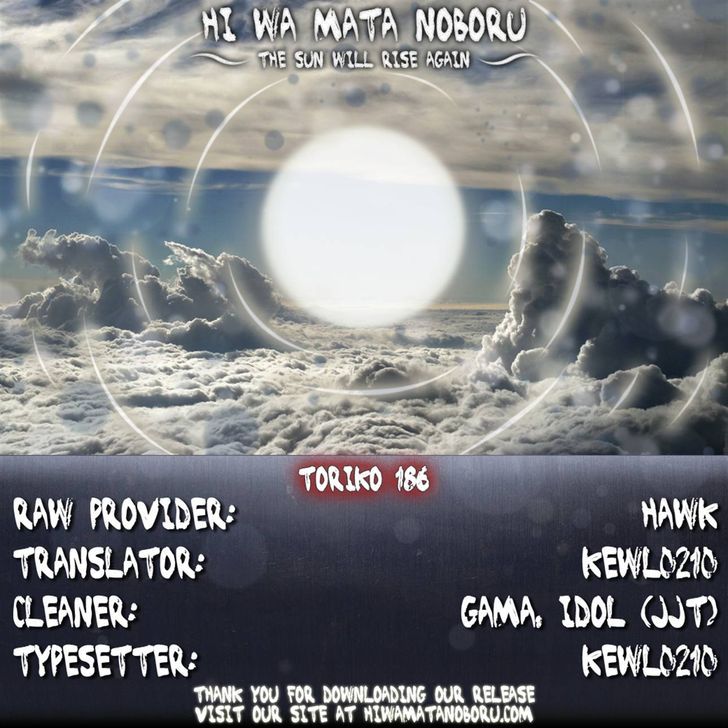 HI WA MATA NOBORU
THE SUN WILL RISE AGAIN
TORIKO 186
RAW PROVIDER: HAWK
TRANSLATOR: KEWL0210
CLEANER: GAMA, IDOL (JJT)
TYPESETTER: KEWL0210
THANK YOU FOR DOWNLOADING OUR RELEASE
VISIT OUR SITE AT HIWAMATANOBORU.COM